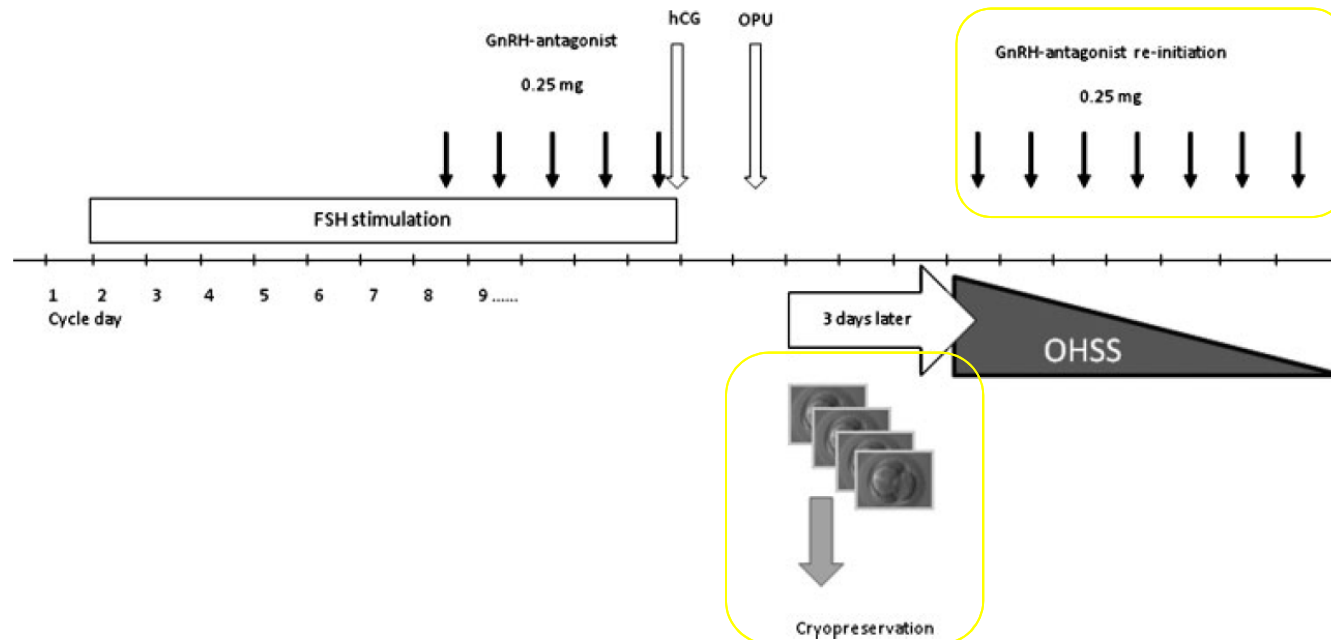 hCG OPU
GnRH-antagonist
0.25 mg
GnRH-antagonist re-initiation
0.25 mg
FSH stimulation
1 2 3 4 5 6 7 8 9 ......
Cycle day
3 days later
OHSS
Cryopreservation